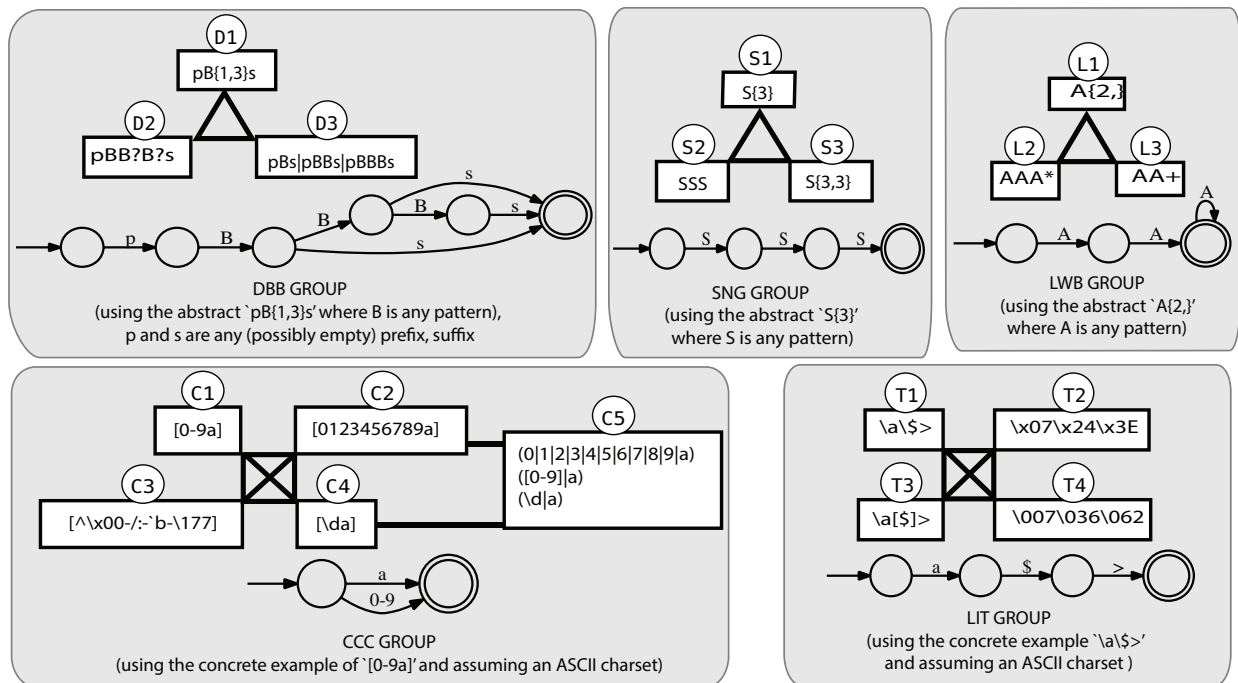 D1
pB{1,3}s
D2
pBB?B?s
D3
pBs|pBBs|pBBBs
p
B
B
B
s
s
s
DBB GROUP
(using the abstract `pB{1,3}s' where B is any pattern),
p and s are any (possibly empty) prefix, suffix
S1
S{3}
S2
SSS
S3
S{3,3}
S
S
S
SNG GROUP
(using the abstract `S{3}'
where S is any pattern)
L1
A{2,}
L2
AAA*
L3
AA+
A
A
A
LWB GROUP
(using the abstract `A{2,}'
where A is any pattern)
C1
[0-9a]
C2
[0123456789a]
C3
[^\x00-/:-`b-\177]
C4
[\da]
C5
(0|1|2|3|4|5|6|7|8|9|a)
([0-9]|a)
(\d|a)
a
0-9
CCC GROUP
(using the concrete example of `[0-9a]' and assuming an ASCII charset)
T1
\a\$>
T2
\x07\x24\x3E
T3
\a[$]>
T4
\007\036\062
a
$
>
LIT GROUP
(using the concrete example `\a\$>'
and assuming an ASCII charset )